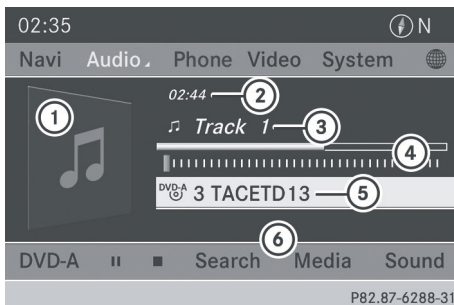 02:35 N
Navi Audio Phone Video System
02:44 2
1
♫ Track 1 3
4
DVD-A 3 TACETD13 5
6
DVD-A II ■ Search Media Sound
P82.87-6288-31